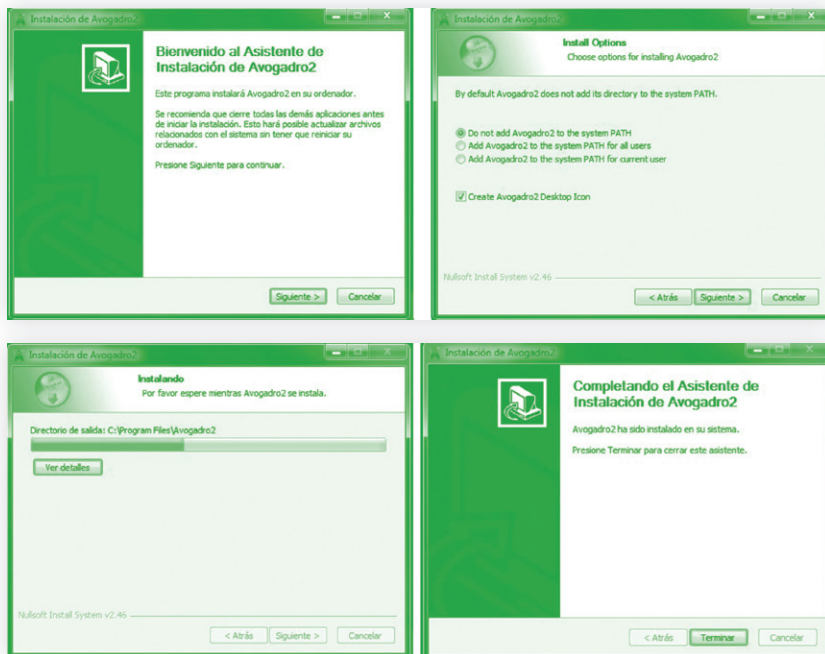 Instalación de Avogadro2
Bienvenido al Asistente de
Instalación de Avogadro2
Este programa instalará Avogadro2 en su ordenador.
Se recomienda que cierre todas las demás aplicaciones antes
de iniciar la instalación. Esto hará posible actualizar archivos
relacionados con el sistema sin tener que reiniciar su
ordenador.
Presione Siguiente para continuar.
Siguiente >
Cancelar
Instalación de Avogadro2
Install Options
Choose options for installing Avogadro2
By default Avogadro2 does not add its directory to the system PATH.
Do not add Avogadro2 to the system PATH
Add Avogadro2 to the system PATH for all users
Add Avogadro2 to the system PATH for current user
Create Avogadro2 Desktop Icon
Nullsoft Install System v2.46
< Atrás
Siguiente >
Cancelar
Instalación de Avogadro2
Instalando
Por favor espere mientras Avogadro2 se instala.
Directorio de salida: C:\Program Files\Avogadro2
Ver detalles
Nullsoft Install System v2.46
< Atrás
Siguiente >
Cancelar
Instalación de Avogadro2
Completando el Asistente de
Instalación de Avogadro2
Avogadro2 ha sido instalado en su sistema.
Presione Terminar para cerrar este asistente.
< Atrás
Terminar
Cancelar